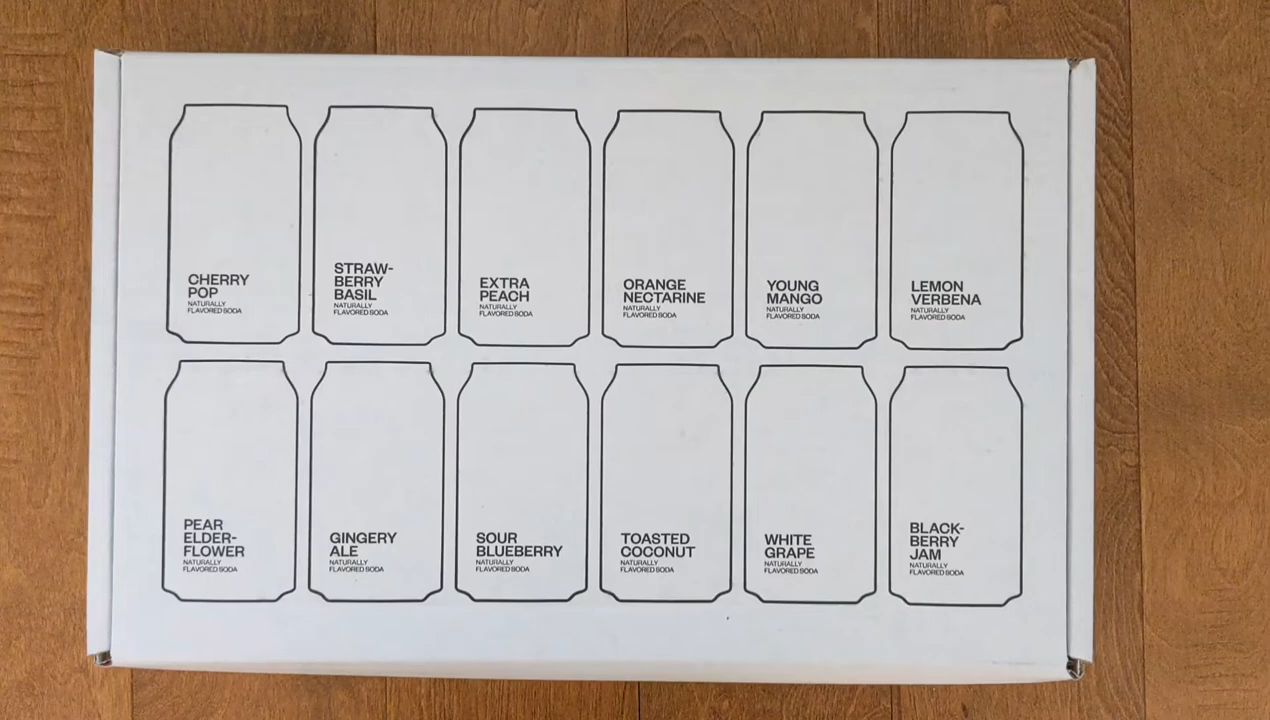 CHERRY
POP
NATURALLY
FLAVORED SODA
STRAW-
BERRY
BASIL
NATURALLY
FLAVORED SODA
EXTRA
PEACH
NATURALLY
FLAVORED SODA
ORANGE
NECTARINE
NATURALLY
FLAVORED SODA
YOUNG
MANGO
NATURALLY
FLAVORED SODA
LEMON
VERBENA
NATURALLY
FLAVORED SODA
PEAR
ELDER-
FLOWER
NATURALLY
FLAVORED SODA
GINGERY
ALE
NATURALLY
FLAVORED SODA
SOUR
BLUEBERRY
NATURALLY
FLAVORED SODA
TOASTED
COCONUT
NATURALLY
FLAVORED SODA
WHITE
GRAPE
NATURALLY
FLAVORED SODA
BLACK-
BERRY
JAM
NATURALLY
FLAVORED SODA